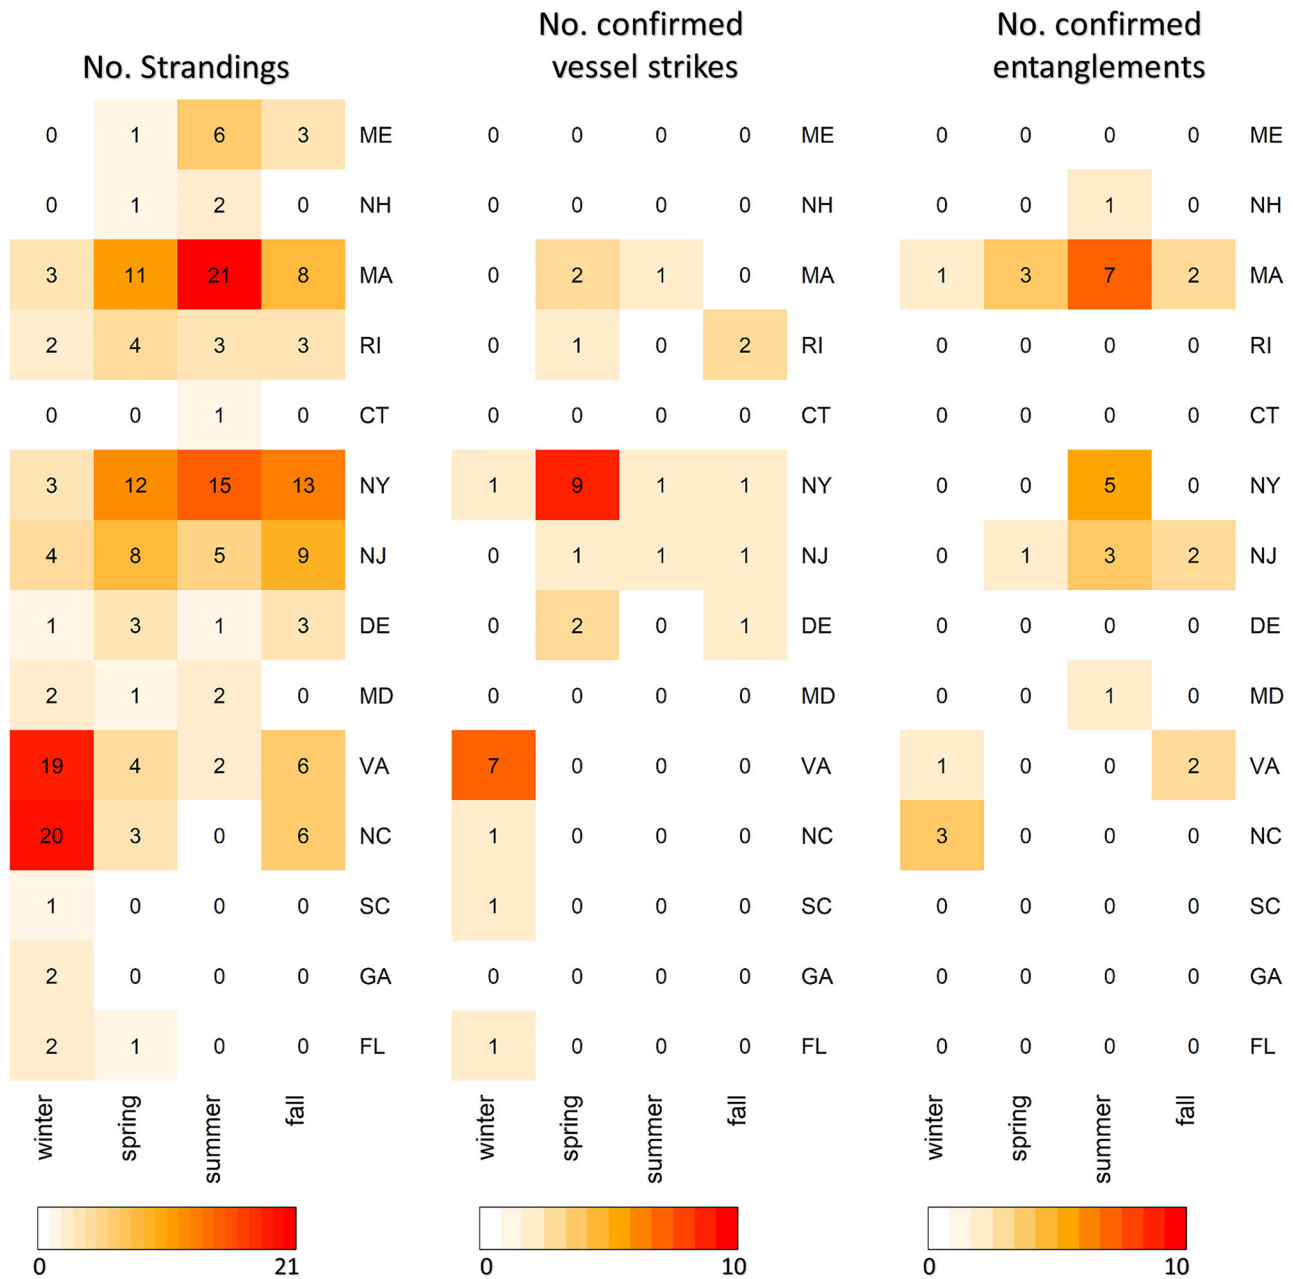 No. Strandings
No. confirmed
vessel strikes
No. confirmed
entanglements
0 1 6 3 ME 0 0 0 0 ME 0 0 0 0 ME
0 1 2 0 NH 0 0 0 0 NH 0 0 1 0 NH
3 11 21 8 MA 0 2 1 0 MA 1 3 7 2 MA
2 4 3 3 RI 0 1 0 2 RI 0 0 0 0 RI
0 0 1 0 CT 0 0 0 0 CT 0 0 0 0 CT
3 12 15 13 NY 1 9 1 1 NY 0 0 5 0 NY
4 8 5 9 NJ 0 1 1 1 NJ 0 1 3 2 NJ
1 3 1 3 DE 0 2 0 1 DE 0 0 0 0 DE
2 1 2 0 MD 0 0 0 0 MD 0 0 1 0 MD
19 4 2 6 VA 7 0 0 0 VA 1 0 0 2 VA
20 3 0 6 NC 1 0 0 0 NC 3 0 0 0 NC
1 0 0 0 SC 1 0 0 0 SC 0 0 0 0 SC
2 0 0 0 GA 0 0 0 0 GA 0 0 0 0 GA
2 1 0 0 FL 1 0 0 0 FL 0 0 0 0 FL
winter spring summer fall winter spring summer fall winter spring summer fall
0 21 0 10 0 10